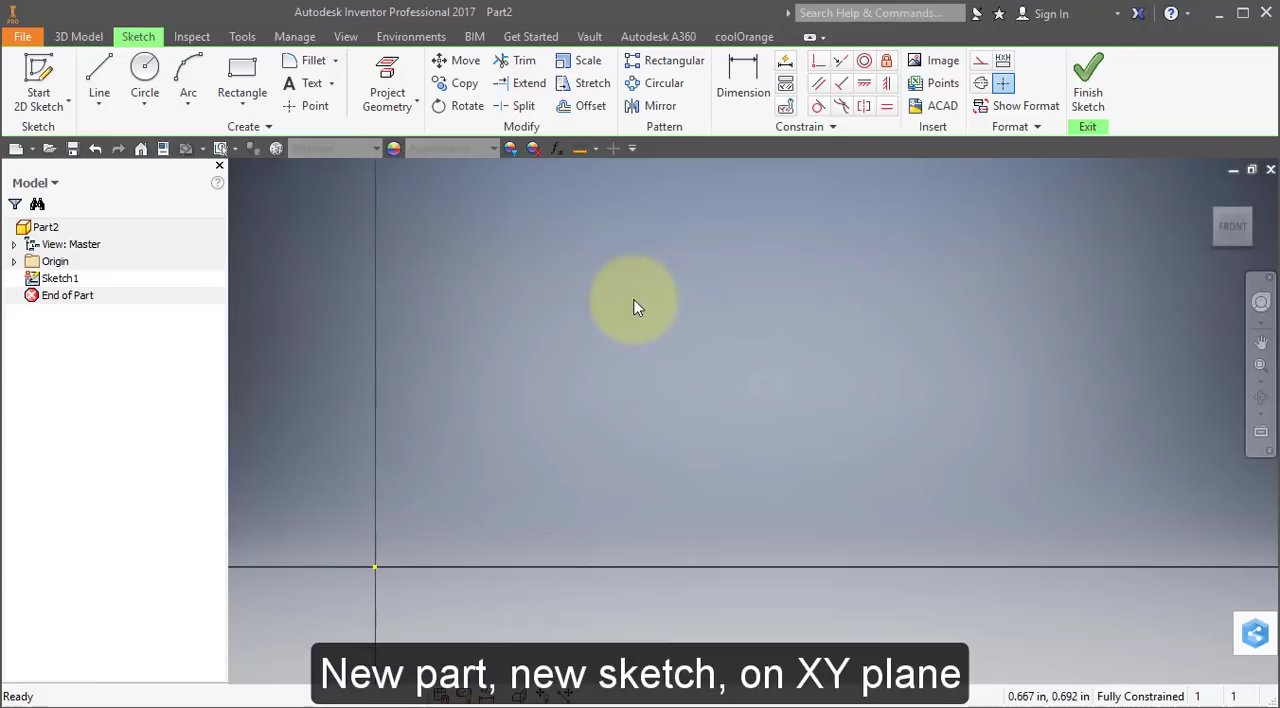 Autodesk Inventor Professional 2017 Part2
Search Help & Commands...
Sign In
PRO
File 3D Model Sketch Inspect Tools Manage View Environments BIM Get Started Vault Autodesk A360 coolOrange
Start
2D Sketch
Line
Circle
Arc
Rectangle
Fillet
Text
Point
Project
Geometry
Move
Copy
Rotate
Trim
Extend
Split
Scale
Stretch
Offset
Rectangular
Circular
Mirror
Dimension
Image
Points
ACAD
Show Format
Finish
Sketch
Sketch Create Modify Pattern Constrain Insert Format Exit
Model
Part2
View: Master
Origin
Sketch1
End of Part
FRONT
New part, new sketch, on XY plane
Ready
0.667 in, 0.692 in Fully Constrained 1 1